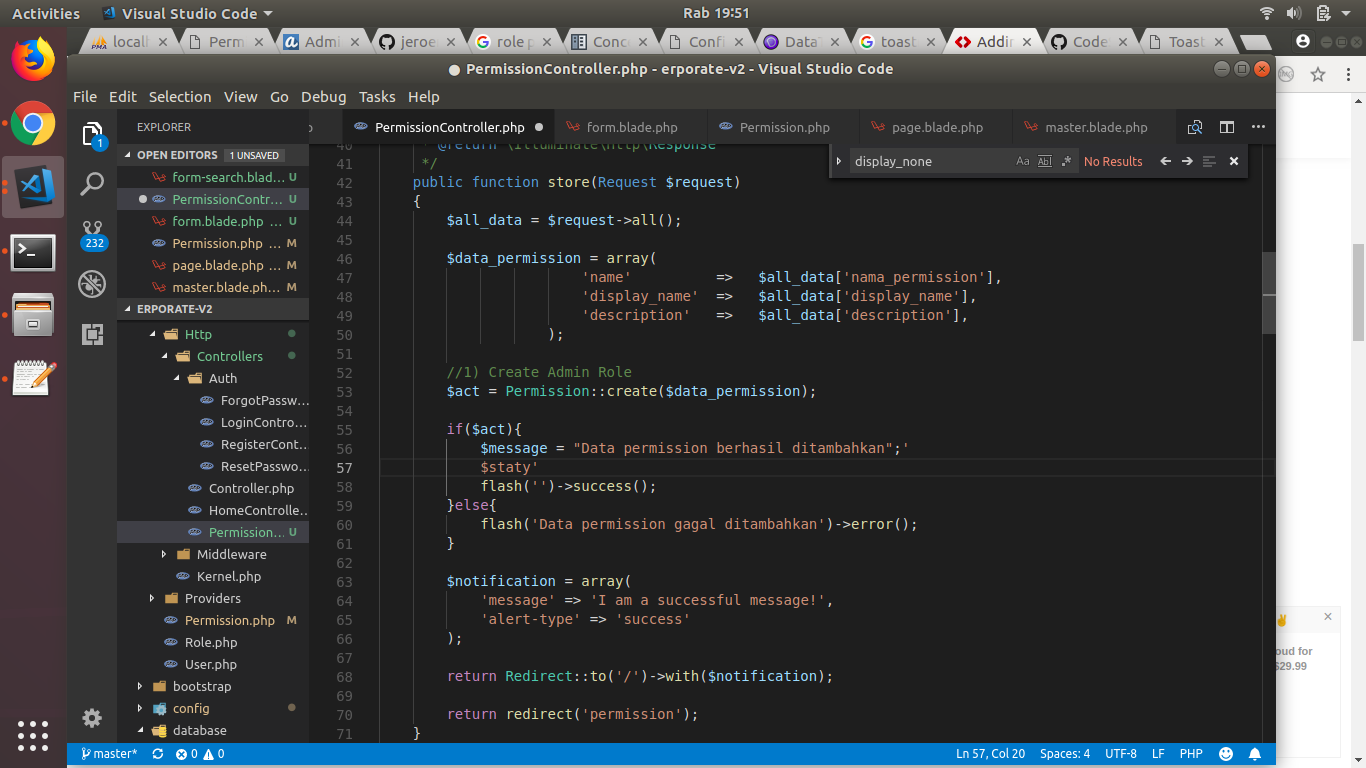 Activities
Visual Studio Code
Rab 19:51
locall
Perm
Admi
jeroe
role p
Conc
Confi
DataT
toast
Addir
Code
Toast
PermissionController.php - erporate-v2 - Visual Studio Code
File Edit Selection View Go Debug Tasks Help
EXPLORER
PermissionController.php
form.blade.php
Permission.php
page.blade.php
master.blade.php
OPEN EDITORS 1 UNSAVED
form-search.blad... U
PermissionContr... U
form.blade.php ... U
Permission.php ... M
page.blade.php ... M
master.blade.ph... M
ERPORATE-V2
Http
Controllers
Auth
ForgotPassw...
LoginContro...
RegisterCont...
ResetPasswo...
Controller.php
HomeControlle...
Permission... U
Middleware
Kernel.php
Providers
Permission.php M
Role.php
User.php
bootstrap
config
database
1
232
display_none
Aa Abl .*
No Results
40 @return \Illuminate\Http\Response
41 */
42 public function store(Request $request)
43 {
44 $all_data = $request->all();
45
46 $data_permission = array(
47 'name' => $all_data['nama_permission'],
48 'display_name' => $all_data['display_name'],
49 'description' => $all_data['description'],
50 );
51
52 //1) Create Admin Role
53 $act = Permission::create($data_permission);
54
55 if($act){
56 $message = "Data permission berhasil ditambahkan";'
57 $staty'
58 flash('')->success();
59 }else{
60 flash('Data permission gagal ditambahkan')->error();
61 }
62
63 $notification = array(
64 'message' => 'I am a successful message!',
65 'alert-type' => 'success'
66 );
67
68 return Redirect::to('/')->with($notification);
69
70 return redirect('permission');
71 }
oud for
$29.99
master* 0 0
Ln 57, Col 20 Spaces: 4 UTF-8 LF PHP